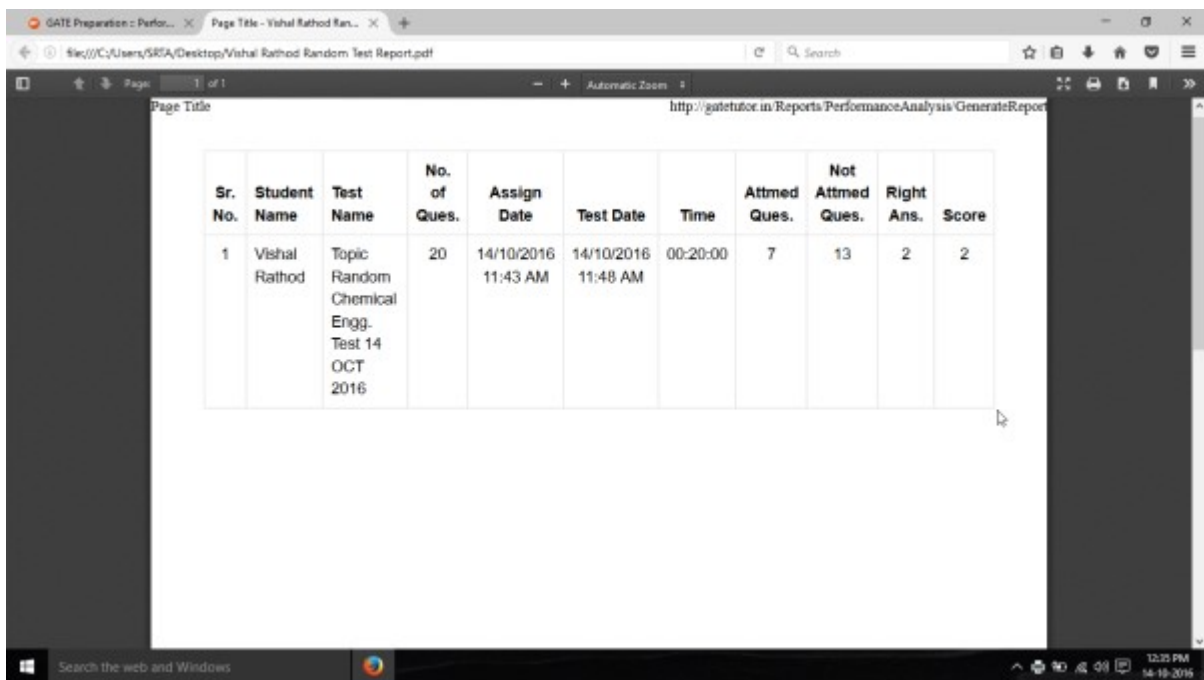 GATE Preparation :: Perfor...
Page Title - Vishal Rathod Ran...
file:///C:/Users/SRTA/Desktop/Vishal Rathod Random Test Report.pdf
Search
Page: 1 of 1
Automatic Zoom
Page Title
http://gatetutor.in/Reports/PerformanceAnalysis/GenerateReport
Sr. No. Student Name Test Name No. of Ques. Assign Date Test Date Time Attmed Ques. Not Attmed Ques. Right Ans. Score
1 Vishal Rathod Topic Random Chemical Engg. Test 14 OCT 2016 20 14/10/2016 11:43 AM 14/10/2016 11:48 AM 00:20:00 7 13 2 2
Search the web and Windows
12:35 PM
14-10-2016